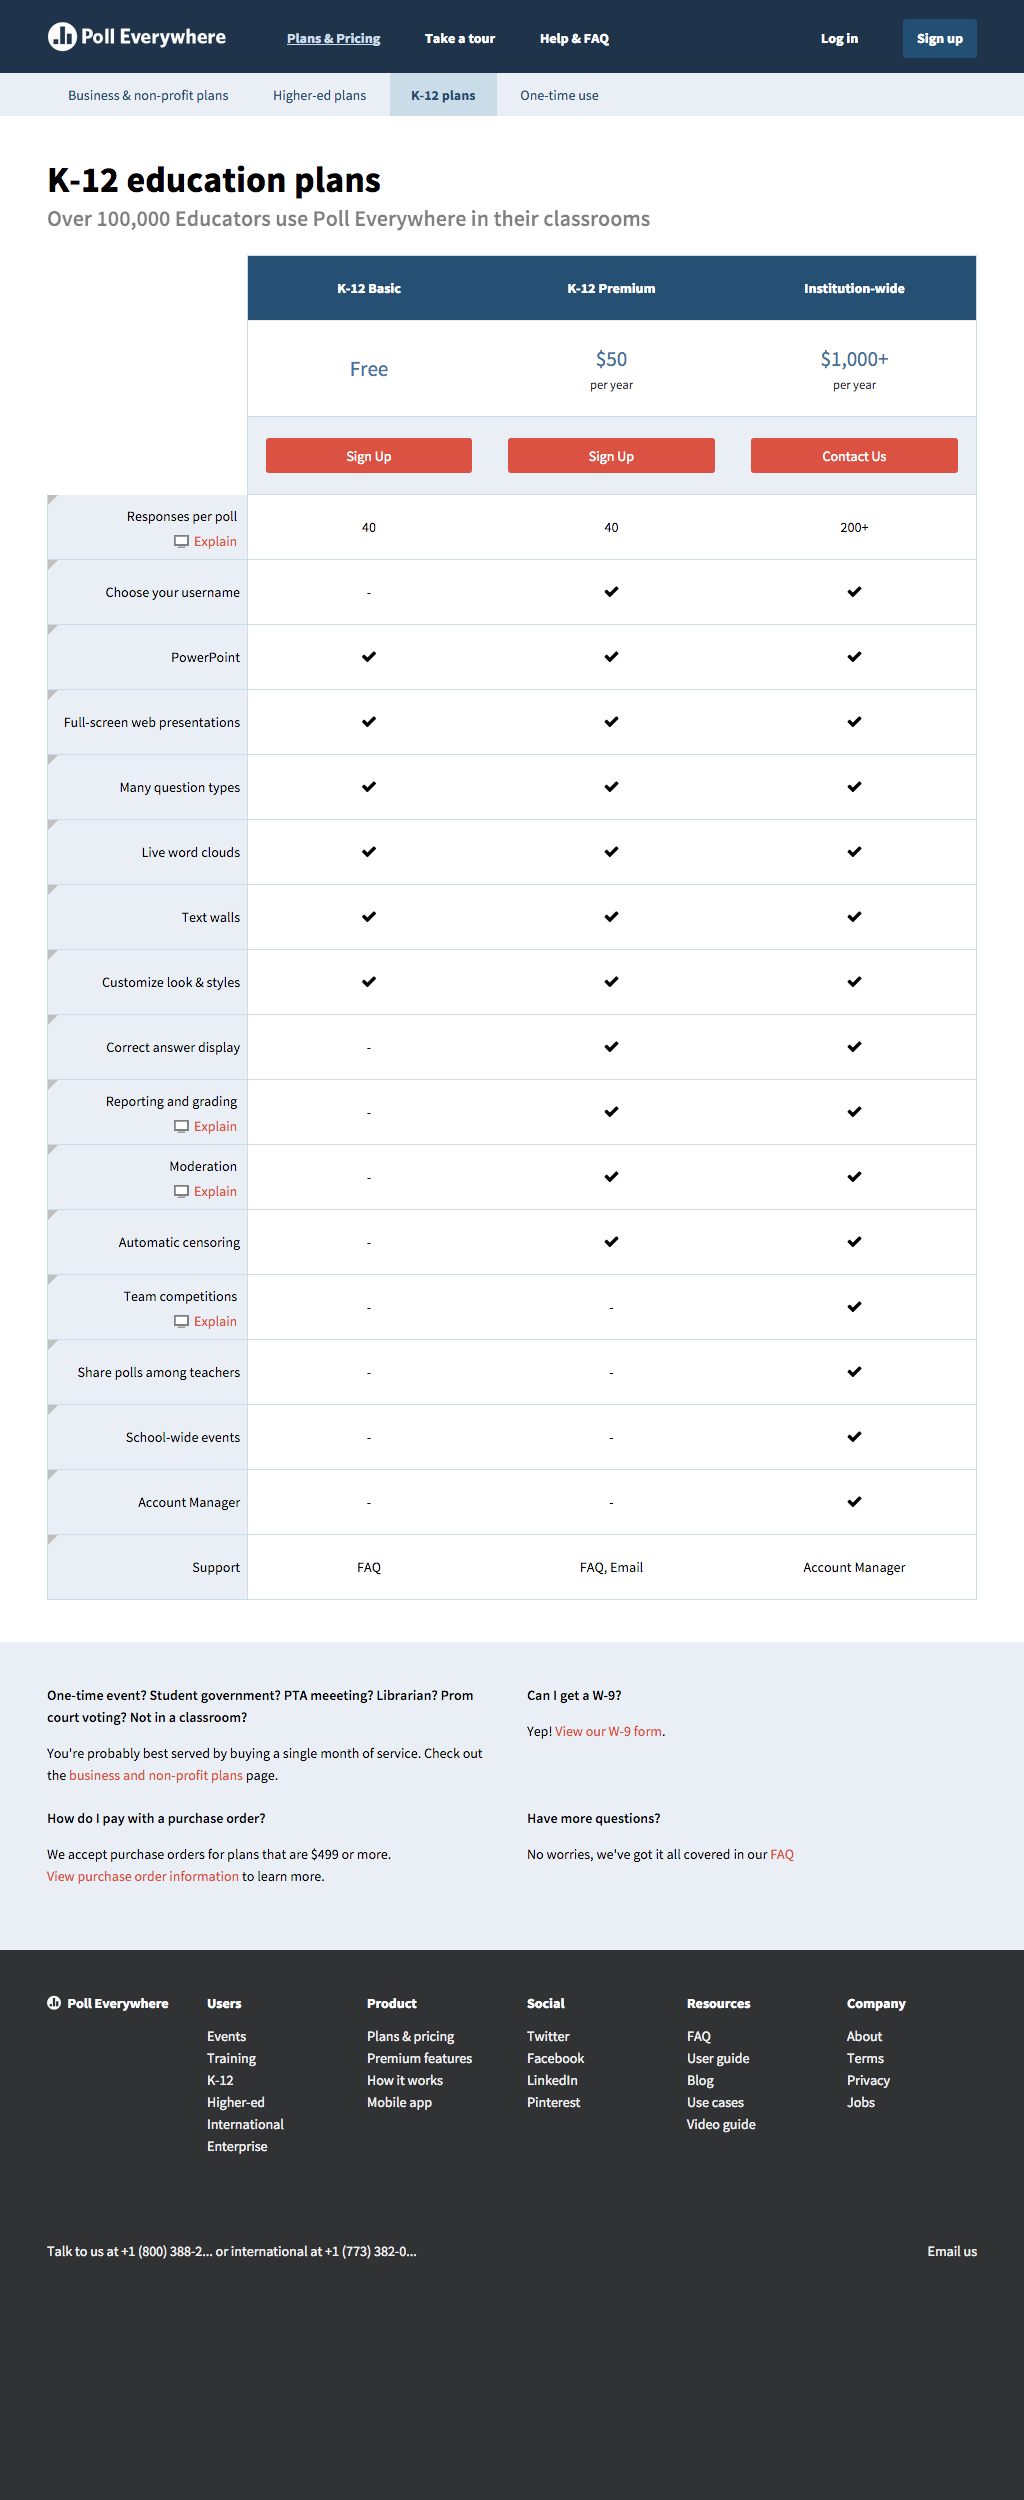 Poll Everywhere
Plans & Pricing
Take a tour
Help & FAQ
Log in
Sign up
Business & non-profit plans
Higher-ed plans
K-12 plans
One-time use
K-12 education plans
Over 100,000 Educators use Poll Everywhere in their classrooms
K-12 Basic
K-12 Premium
Institution-wide
Free
$50
per year
$1,000+
per year
Sign Up
Sign Up
Contact Us
Responses per poll
Explain
40
40
200+
Choose your username
-
PowerPoint
Full-screen web presentations
Many question types
Live word clouds
Text walls
Customize look & styles
Correct answer display
-
Reporting and grading
Explain
-
Moderation
Explain
-
Automatic censoring
-
Team competitions
Explain
-
-
Share polls among teachers
-
-
School-wide events
-
-
Account Manager
-
-
Support
FAQ
FAQ, Email
Account Manager
One-time event? Student government? PTA meeeting? Librarian? Prom
court voting? Not in a classroom?
You're probably best served by buying a single month of service. Check out
the business and non-profit plans page.
Can I get a W-9?
Yep! View our W-9 form.
How do I pay with a purchase order?
We accept purchase orders for plans that are $499 or more.
View purchase order information to learn more.
Have more questions?
No worries, we've got it all covered in our FAQ
Poll Everywhere
Users
Events
Training
K-12
Higher-ed
International
Enterprise
Product
Plans & pricing
Premium features
How it works
Mobile app
Social
Twitter
Facebook
LinkedIn
Pinterest
Resources
FAQ
User guide
Blog
Use cases
Video guide
Company
About
Terms
Privacy
Jobs
Talk to us at +1 (800) 388-2... or international at +1 (773) 382-0...
Email us